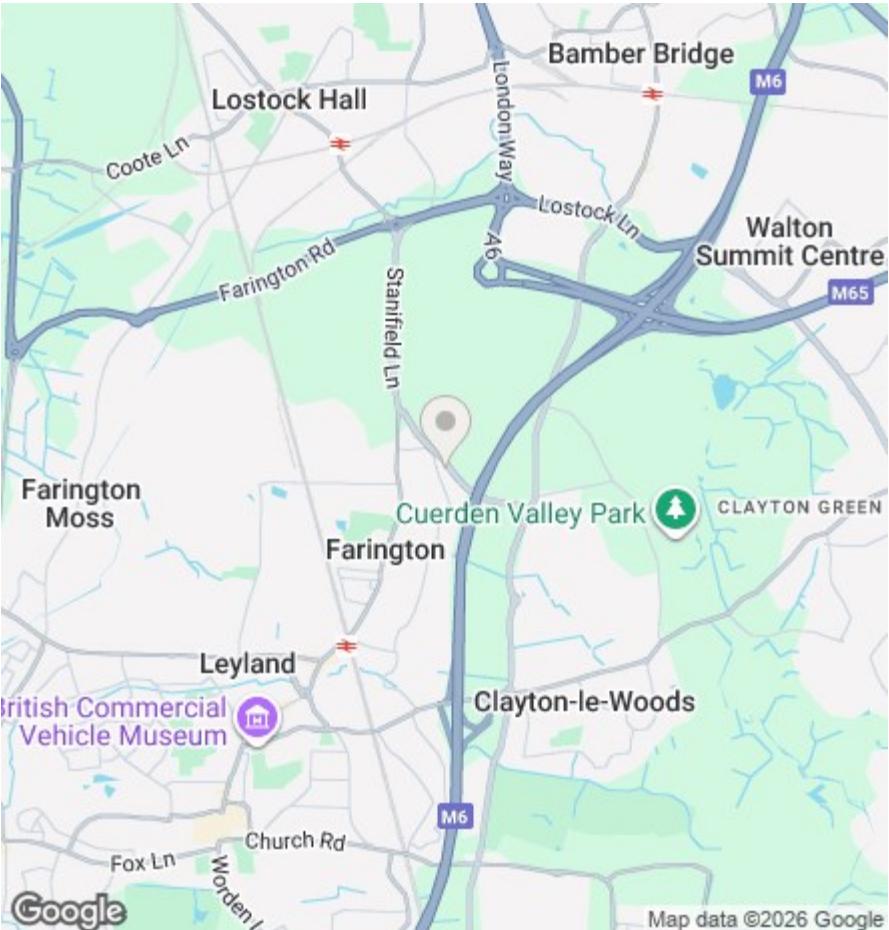 Bamber Bridge
M6
London Way
Lostock Hall
Coote Ln
Lostock Ln
Walton
Summit Centre
A6
Farington Rd
M65
Stanifield Ln
Farington
Moss
Cuerden Valley Park
CLAYTON GREEN
Farington
Leyland
British Commercial
Vehicle Museum
Clayton-le-Woods
M6
Church Rd
Fox Ln
Worden
Google
Map data ©2026 Google